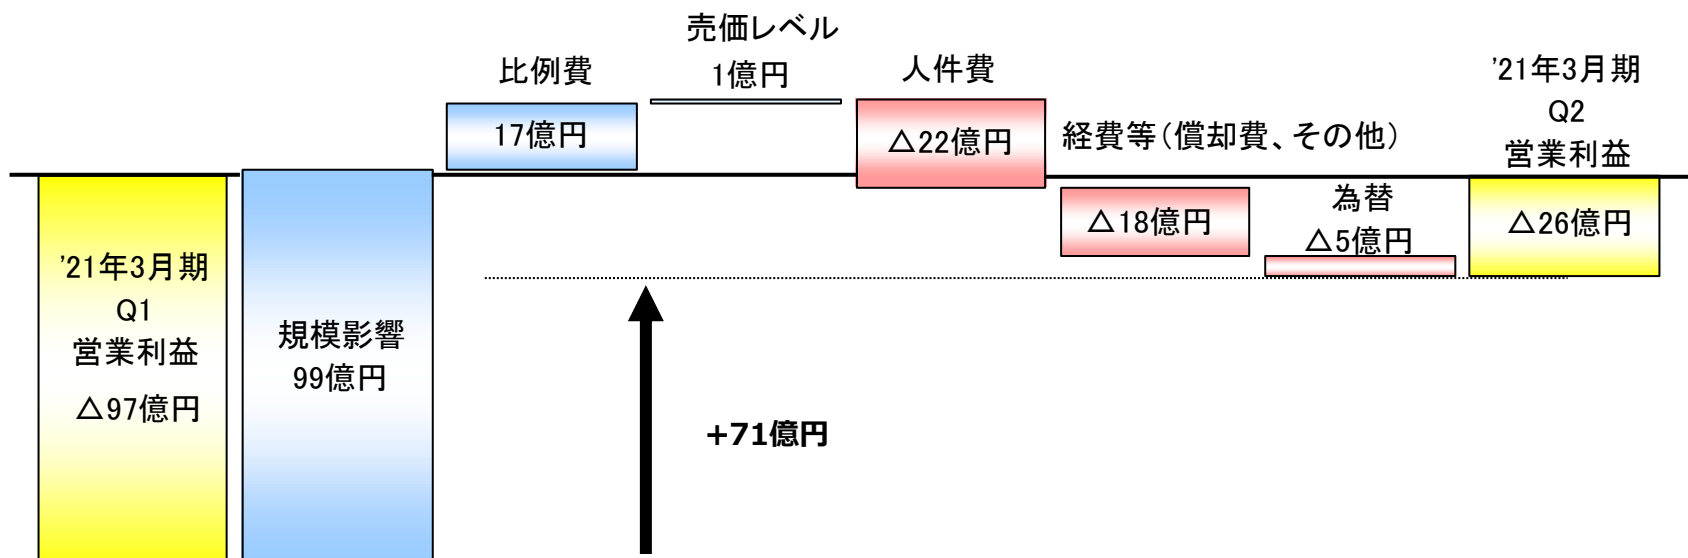 '21年3月期
Q1
営業利益
△97億円
規模影響
99億円
比例費
17億円
売価レベル
1億円
人件費
△22億円
経費等(償却費、その他)
△18億円
為替
△5億円
'21年3月期
Q2
営業利益
△26億円
+71億円